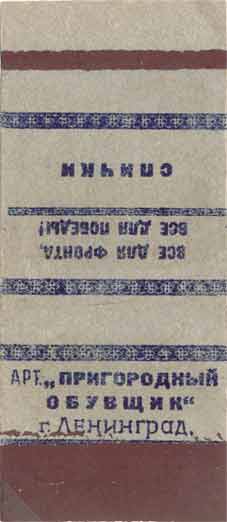 СПИЧКИ
ВСЕ ДЛЯ ФРОНТА,
ВСЕ ДЛЯ ПОБЕДЫ!
АРТ. „ПРИГОРОДНЫЙ
ОБУВЩИК“
г. Ленинград.